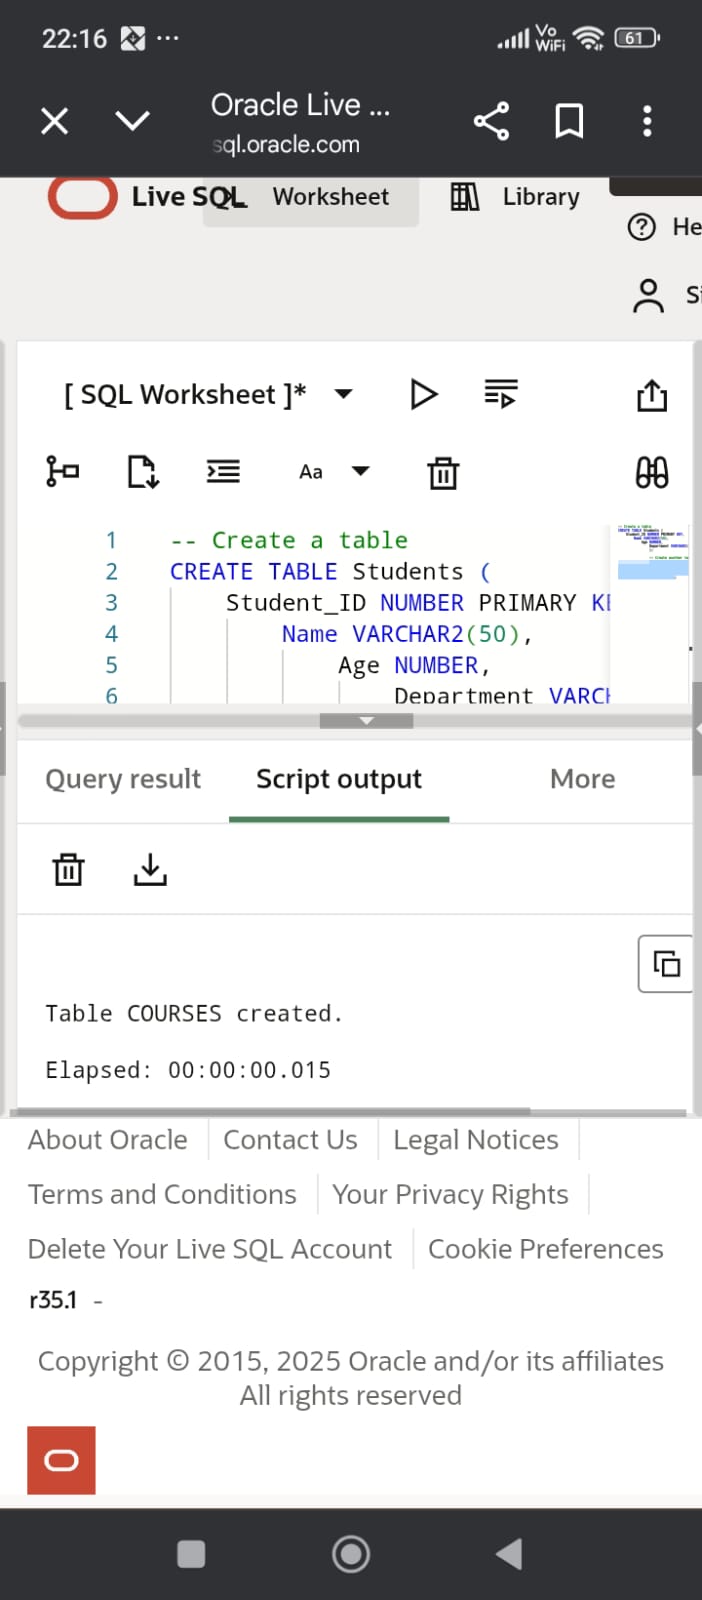 22:16
Vo
WiFi
61
Oracle Live ...
sql.oracle.com
Live SQL
Worksheet
Library
He
Si
[ SQL Worksheet ]*
Aa
1 -- Create a table
2 CREATE TABLE Students (
3 Student_ID NUMBER PRIMARY KE
4 Name VARCHAR2(50),
5 Age NUMBER,
6 Department VARCH
Query result
Script output
More
Table COURSES created.
Elapsed: 00:00:00.015
About Oracle
Contact Us
Legal Notices
Terms and Conditions
Your Privacy Rights
Delete Your Live SQL Account
Cookie Preferences
r35.1 -
Copyright © 2015, 2025 Oracle and/or its affiliates
All rights reserved